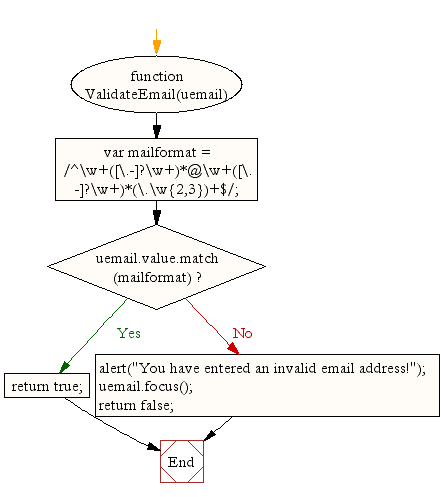 function
ValidateEmail(uemail)
var mailformat =
/^\w+([\.-]?\w+)*@\w+([\.
-]?\w+)*(\.\w{2,3})+$/;
uemail.value.match
(mailformat) ?
Yes
No
return true;
alert("You have entered an invalid email address!");
uemail.focus();
return false;
End